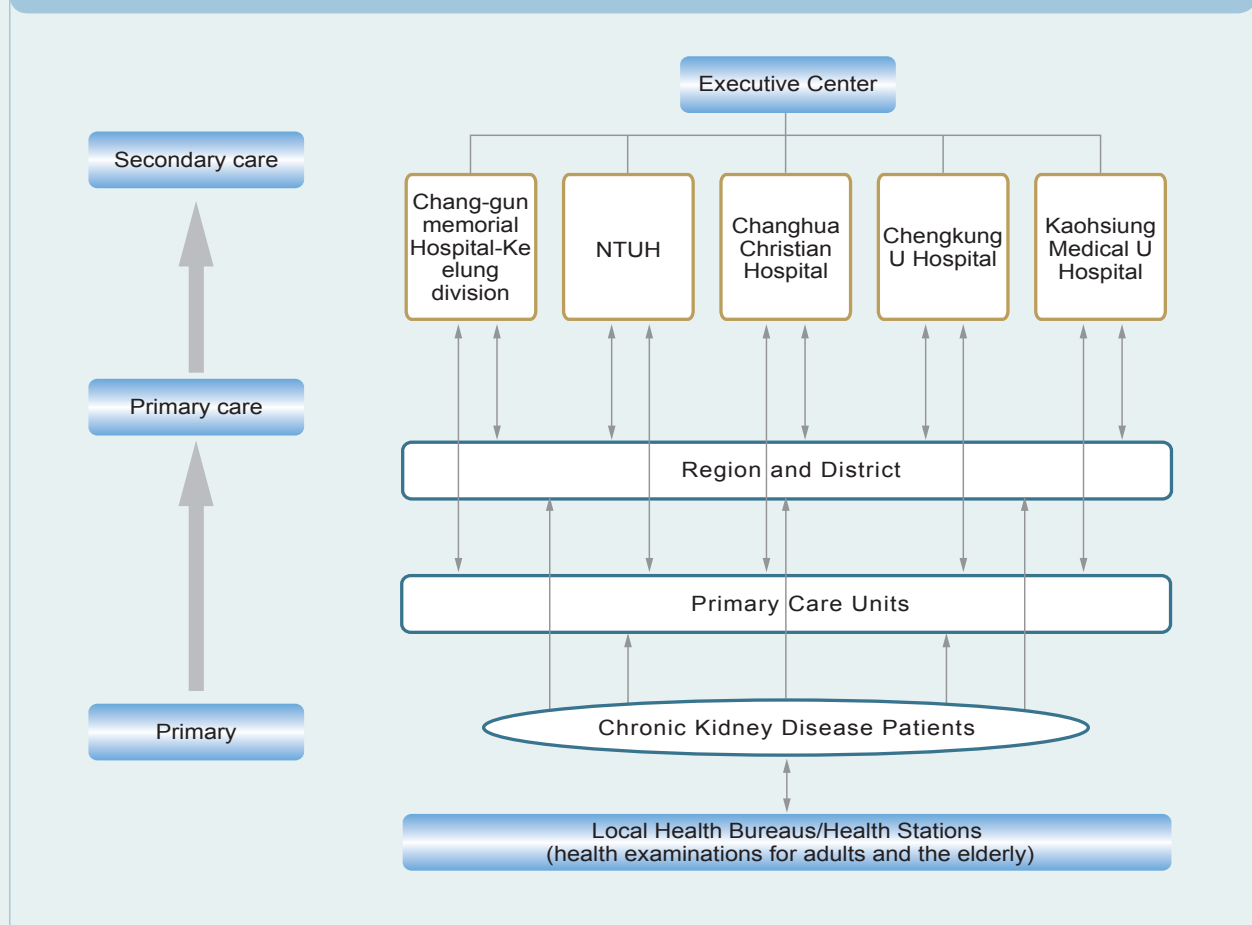 Executive Center
Secondary care
Chang-gun
memorial
Hospital-Ke
elung
division
NTUH
Changhua
Christian
Hospital
Chengkung
U Hospital
Kaohsiung
Medical U
Hospital
Primary care
Region and District
Primary Care Units
Primary
Chronic Kidney Disease Patients
Local Health Bureaus/Health Stations
(health examinations for adults and the elderly)